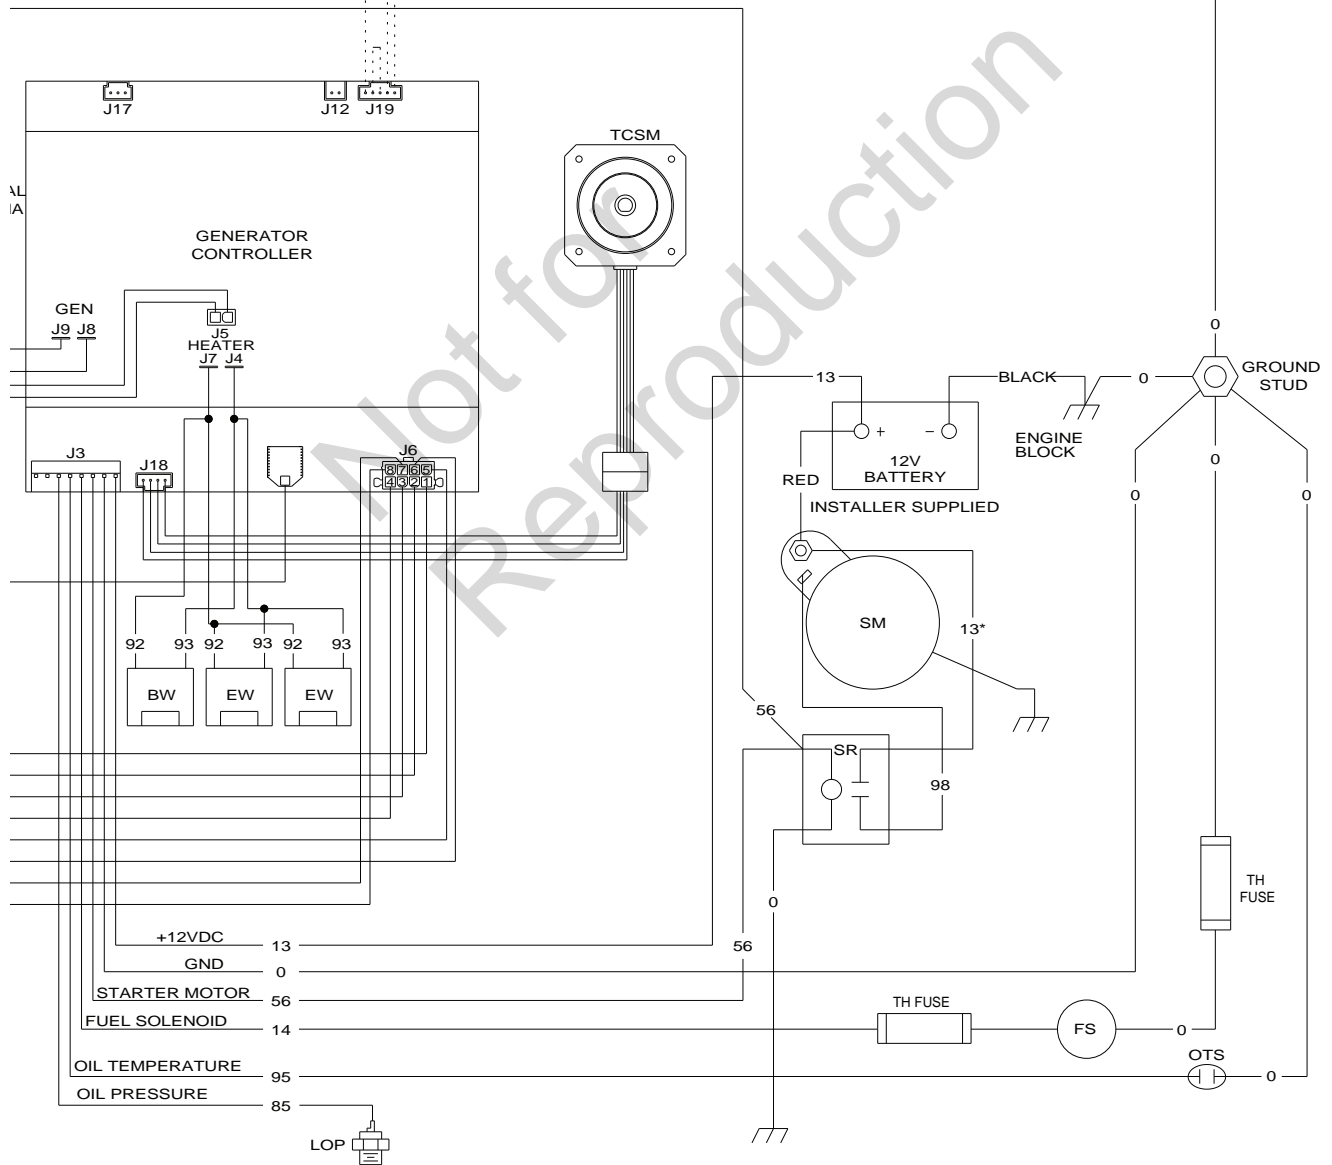 J17
J12
J19
TCSM
AL
IA
GENERATOR
CONTROLLER
GEN
J9
J8
J5
HEATER
J7
J4
0
GROUND
STUD
13
BLACK
0
+
-
12V
BATTERY
ENGINE
BLOCK
RED
INSTALLER SUPPLIED
0
0
0
J3
J18
J6
8
7
6
5
4
3
2
1
SM
13*
92
93
92
93
92
93
BW
EW
EW
56
SR
98
TH
FUSE
0
+12VDC
13
56
GND
0
STARTER MOTOR
56
FUEL SOLENOID
14
TH FUSE
FS
0
OTS
OIL TEMPERATURE
95
0
OIL PRESSURE
85
LOP
Not for
Reproduction